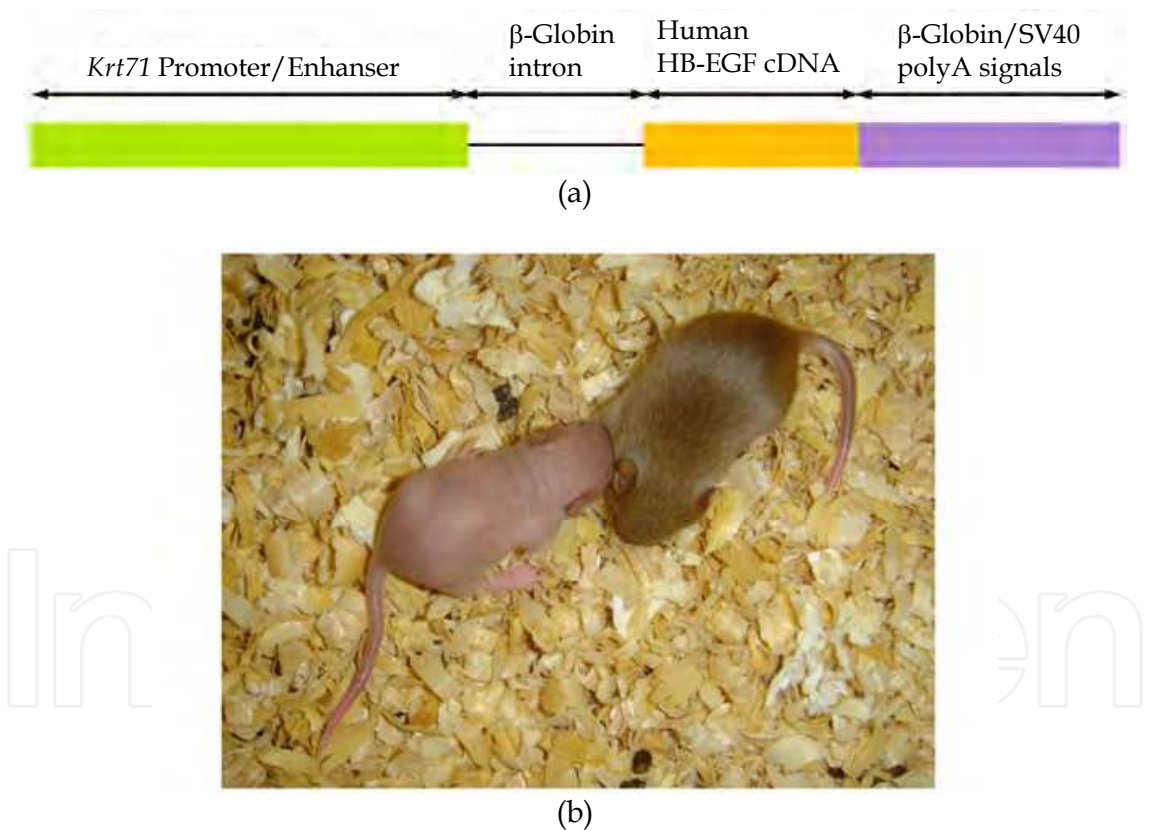 Krt71 Promoter/Enhanser
β-Globin
intron
Human
HB-EGF cDNA
β-Globin/SV40
polyA signals
(a)
(b)